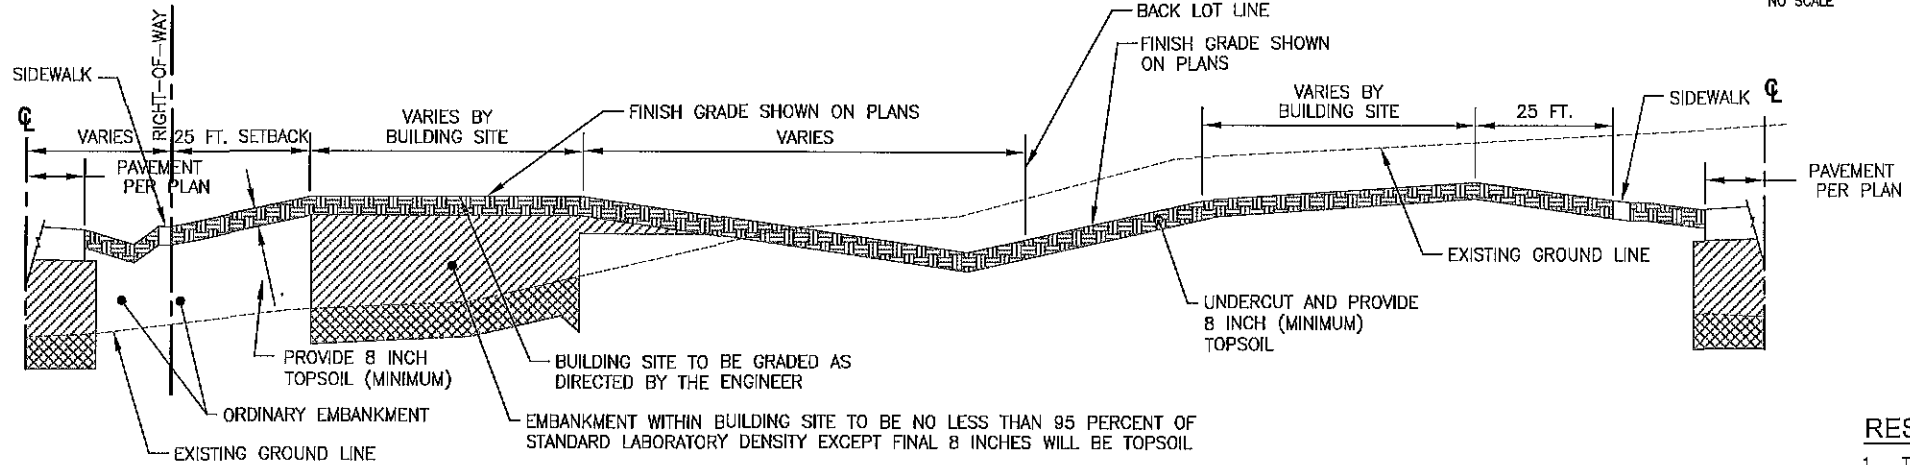 NO SCALE
BACK LOT LINE
FINISH GRADE SHOWN
ON PLANS
SIDEWALK
RIGHT-OF-WAY
℄
VARIES
25 FT. SETBACK
VARIES BY
BUILDING SITE
FINISH GRADE SHOWN ON PLANS
VARIES
VARIES BY
BUILDING SITE
25 FT.
SIDEWALK
℄
PAVEMENT
PER PLAN
PAVEMENT
PER PLAN
EXISTING GROUND LINE
UNDERCUT AND PROVIDE
8 INCH (MINIMUM)
TOPSOIL
PROVIDE 8 INCH
TOPSOIL (MINIMUM)
BUILDING SITE TO BE GRADED AS
DIRECTED BY THE ENGINEER
ORDINARY EMBANKMENT
EMBANKMENT WITHIN BUILDING SITE TO BE NO LESS THAN 95 PERCENT OF
STANDARD LABORATORY DENSITY EXCEPT FINAL 8 INCHES WILL BE TOPSOIL
EXISTING GROUND LINE
RES
1. T